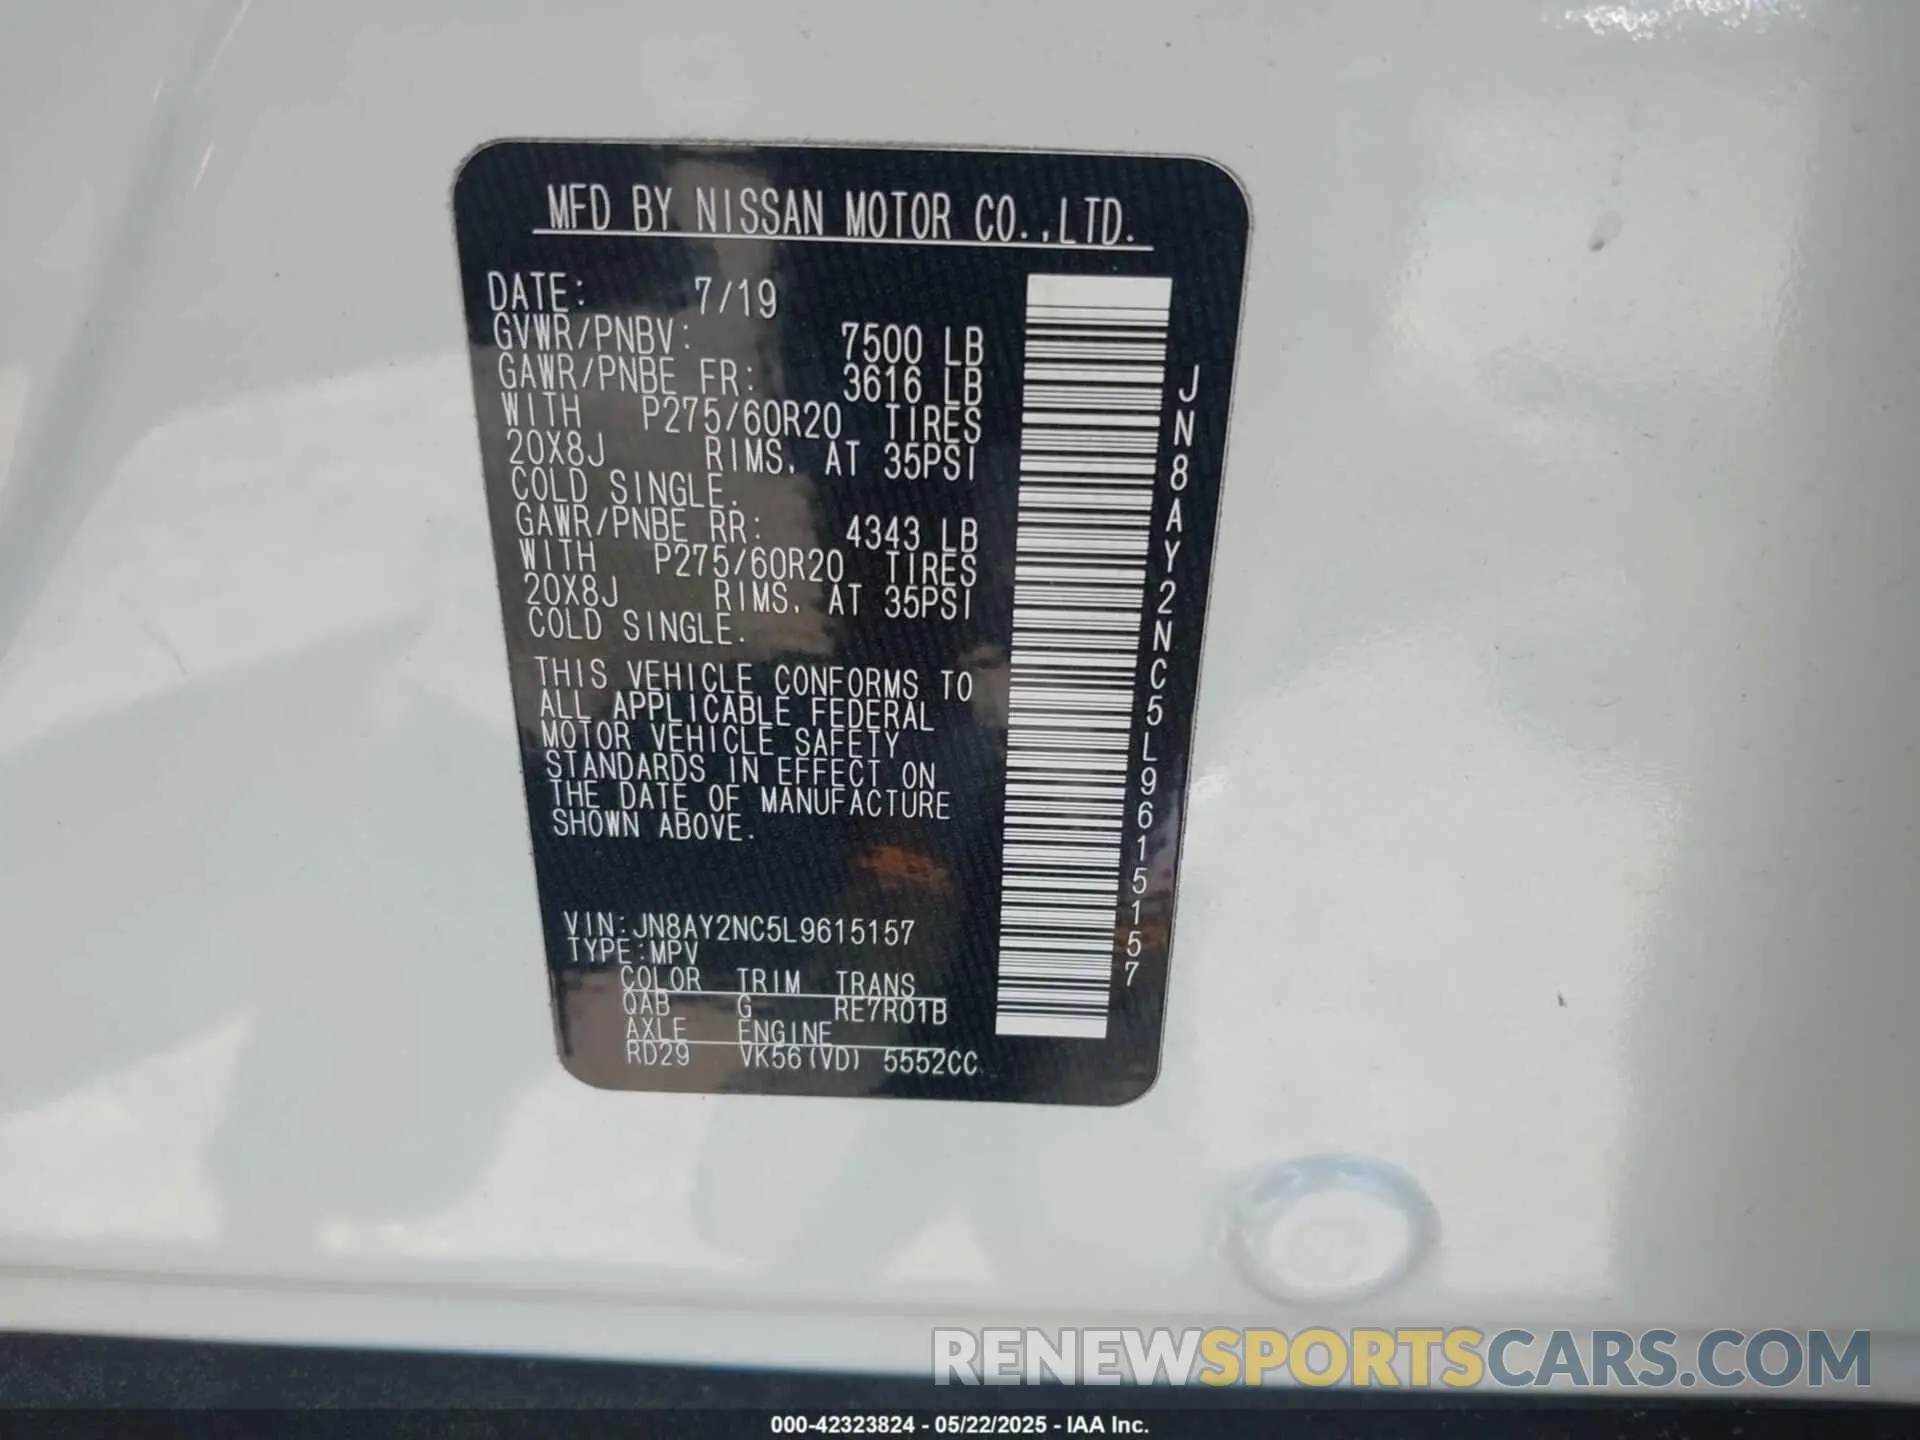 MFD BY NISSAN MOTOR CO.,LTD.
DATE: 7/19
GVWR/PNBV: 7500 LB
GAWR/PNBE FR: 3616 LB
WITH P275/60R20 TIRES
20X8J RIMS, AT 35PSI
COLD SINGLE.
GAWR/PNBE RR: 4343 LB
WITH P275/60R20 TIRES
20X8J RIMS, AT 35PSI
COLD SINGLE.
THIS VEHICLE CONFORMS TO
ALL APPLICABLE FEDERAL
MOTOR VEHICLE SAFETY
STANDARDS IN EFFECT ON
THE DATE OF MANUFACTURE
SHOWN ABOVE.
VIN:JN8AY2NC5L9615157
TYPE:MPV
COLOR TRIM TRANS
QAB G RE7R01B
AXLE ENGINE
RD29 VK56(VD) 5552CC
JN8AY2NC5L9615157
RENEWSPORTSCARS.COM
000-42323824 - 05/22/2025 - IAA Inc.